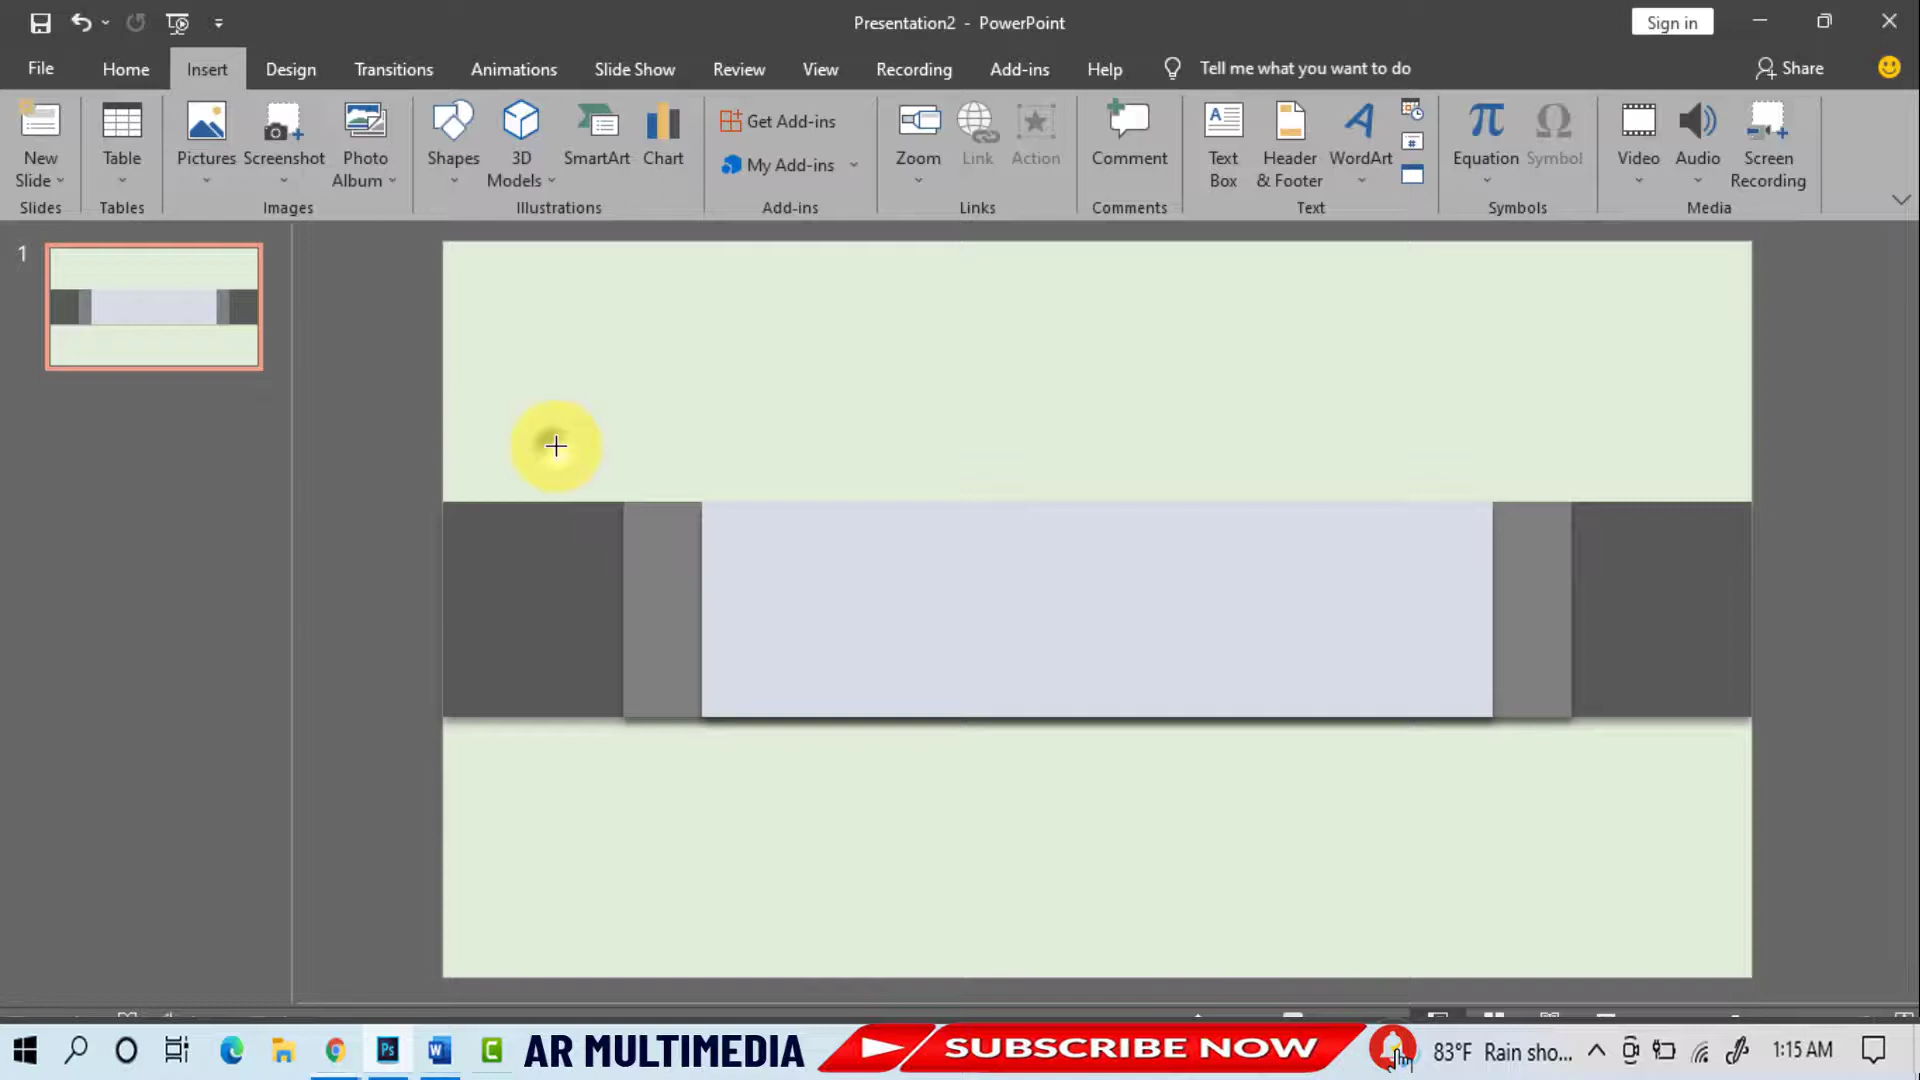 Presentation2 - PowerPoint
Sign in
File Home Insert Design Transitions Animations Slide Show Review View Recording Add-ins Help Tell me what you want to do Share
New Slide
Table
Pictures
Screenshot
Photo Album
Shapes
3D Models
SmartArt
Chart
Get Add-ins
My Add-ins
Zoom
Link
Action
Comment
Text Box
Header & Footer
WordArt
Equation
Symbol
Video
Audio
Screen Recording
Slides Tables Images Illustrations Add-ins Links Comments Text Symbols Media
1
AR MULTIMEDIA
SUBSCRIBE NOW
83°F Rain sho...
1:15 AM